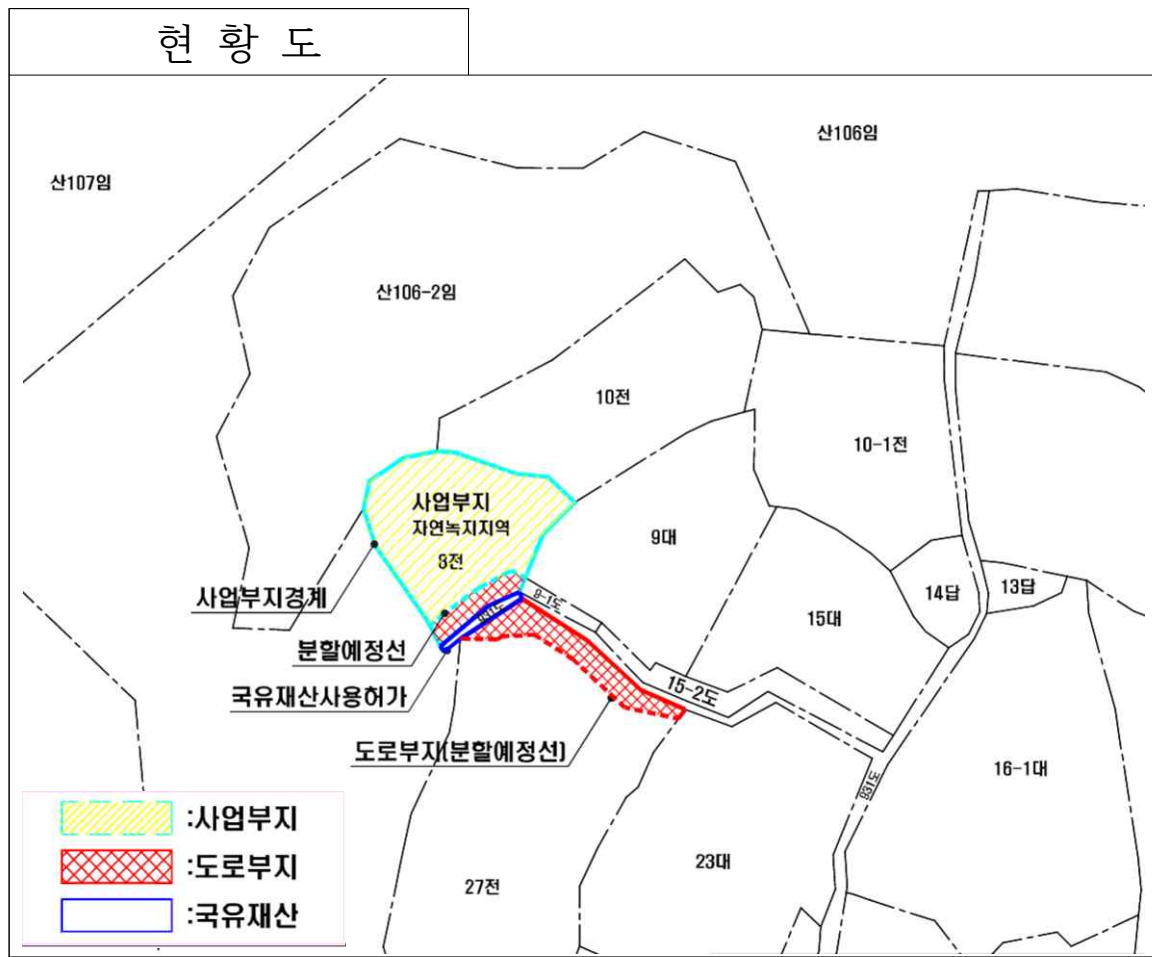 현 황 도
산106임
산107임
산106-2임
10전
10-1전
사업부지
자연녹지지역
8전
9대
14답
13답
사업부지경계
931도
8-1도
15대
분할예정선
15-2도
국유재산사용허가
도로부지(분할예정선)
16-1대
931도
:사업부지
:도로부지
23대
27전
:국유재산